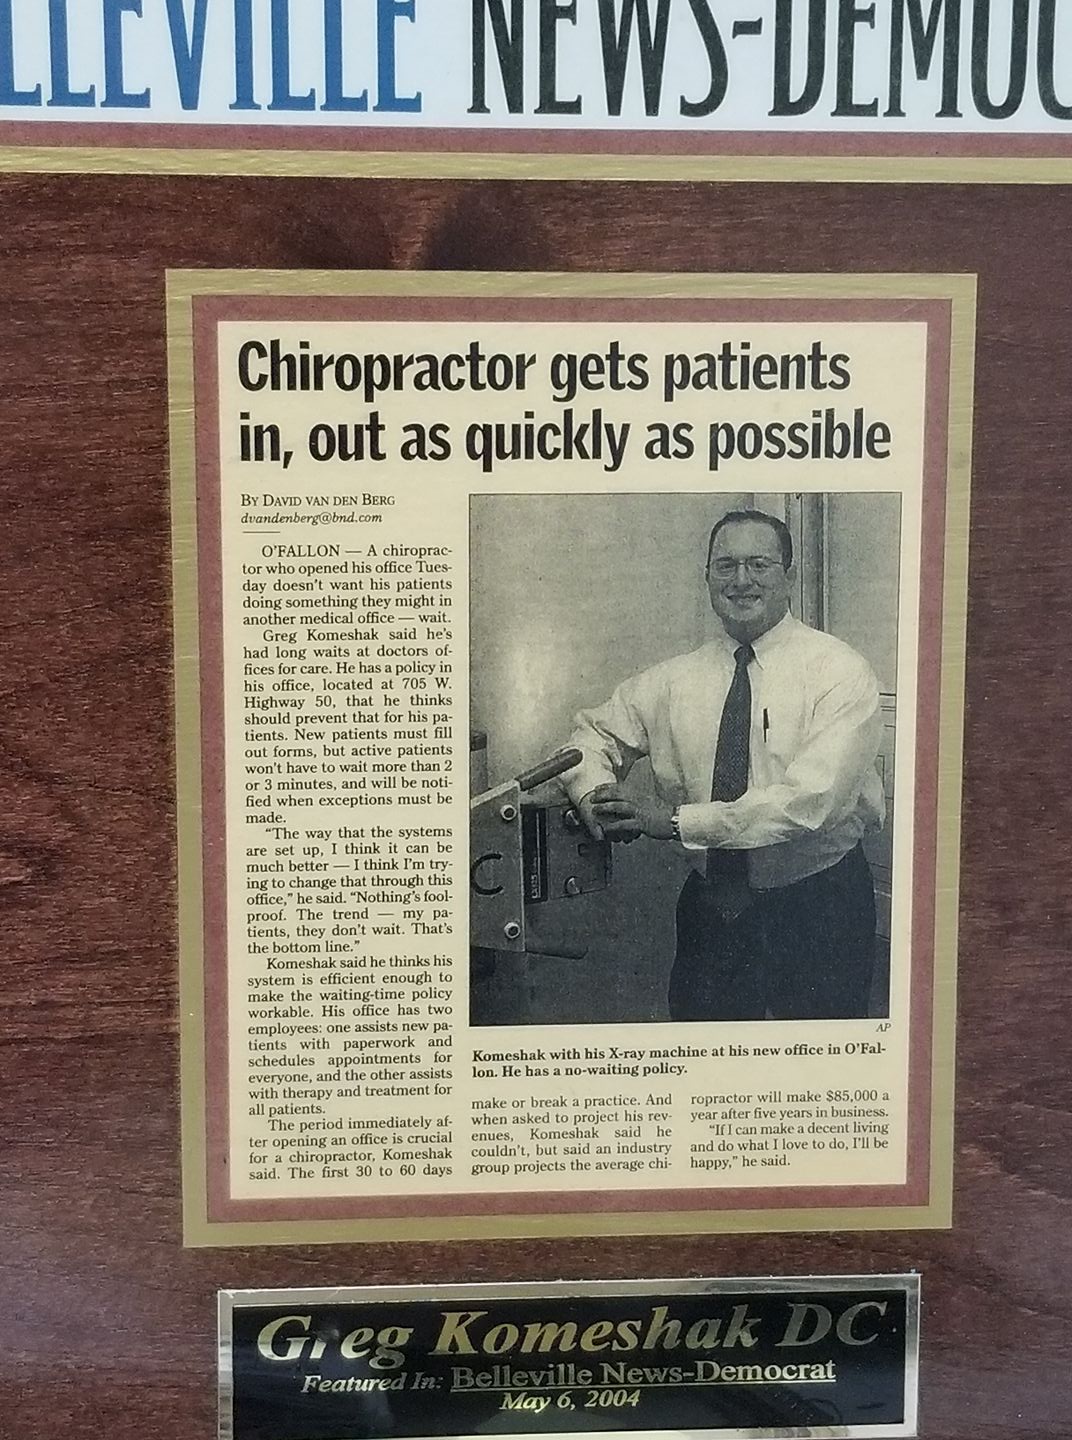 LLEVILLE NEWS-DEMOC
Chiropractor gets patients
in, out as quickly as possible
BY DAVID VAN DEN BERG
dvandenberg@bnd.com
O'FALLON — A chiroprac-
tor who opened his office Tues-
day doesn't want his patients
doing something they might in
another medical office — wait.
Greg Komeshak said he's
had long waits at doctors of-
fices for care. He has a policy in
his office, located at 705 W.
Highway 50, that he thinks
should prevent that for his pa-
tients. New patients must fill
out forms, but active patients
won't have to wait more than 2
or 3 minutes, and will be noti-
fied when exceptions must be
made.
"The way that the systems
are set up, I think it can be
much better — I think I'm try-
ing to change that through this
office," he said. "Nothing's fool-
proof. The trend — my pa-
tients, they don't wait. That's
the bottom line."
Komeshak said he thinks his
system is efficient enough to
make the waiting-time policy
workable. His office has two
employees: one assists new pa-
tients with paperwork and
schedules appointments for
everyone, and the other assists
with therapy and treatment for
all patients.
The period immediately af-
ter opening an office is crucial
for a chiropractor, Komeshak
said. The first 30 to 60 days
AP
Komeshak with his X-ray machine at his new office in O'Fal-
lon. He has a no-waiting policy.
make or break a practice. And
when asked to project his rev-
enues, Komeshak said he
couldn't, but said an industry
group projects the average chi-
ropractor will make $85,000 a
year after five years in business.
"If I can make a decent living
and do what I love to do, I'll be
happy," he said.
Greg Komeshak DC
Featured In: Belleville News-Democrat
May 6, 2004